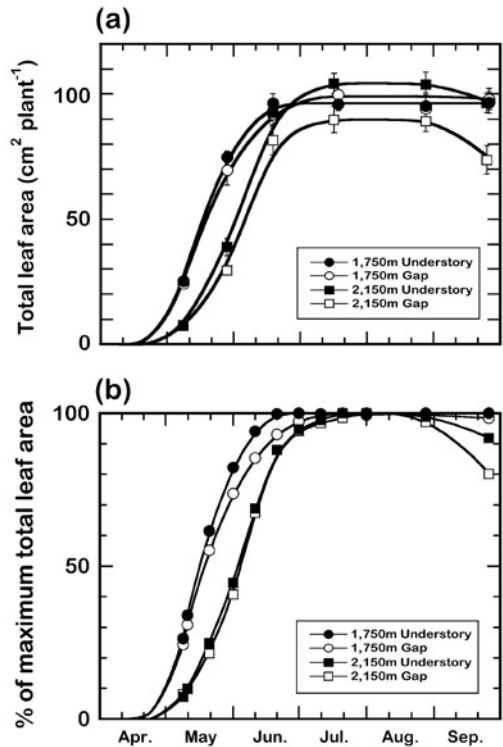 (a)
Total leaf area (cm² plant⁻¹)
100
50
0
1,750m Understory
1,750m Gap
2,150m Understory
2,150m Gap
(b)
% of maximum total leaf area
100
50
0
1,750m Understory
1,750m Gap
2,150m Understory
2,150m Gap
Apr. May Jun. Jul. Aug. Sep.